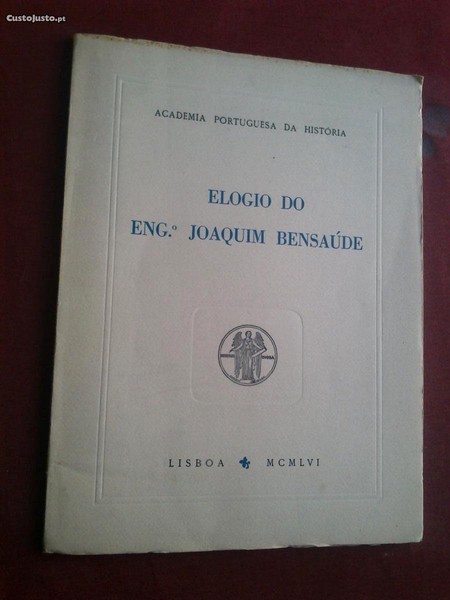 CustoJusto.pt
ACADEMIA PORTUGUESA DA HISTÓRIA
ELOGIO DO
ENG.º JOAQUIM BENSAÚDE
LISBOA MCMLVI